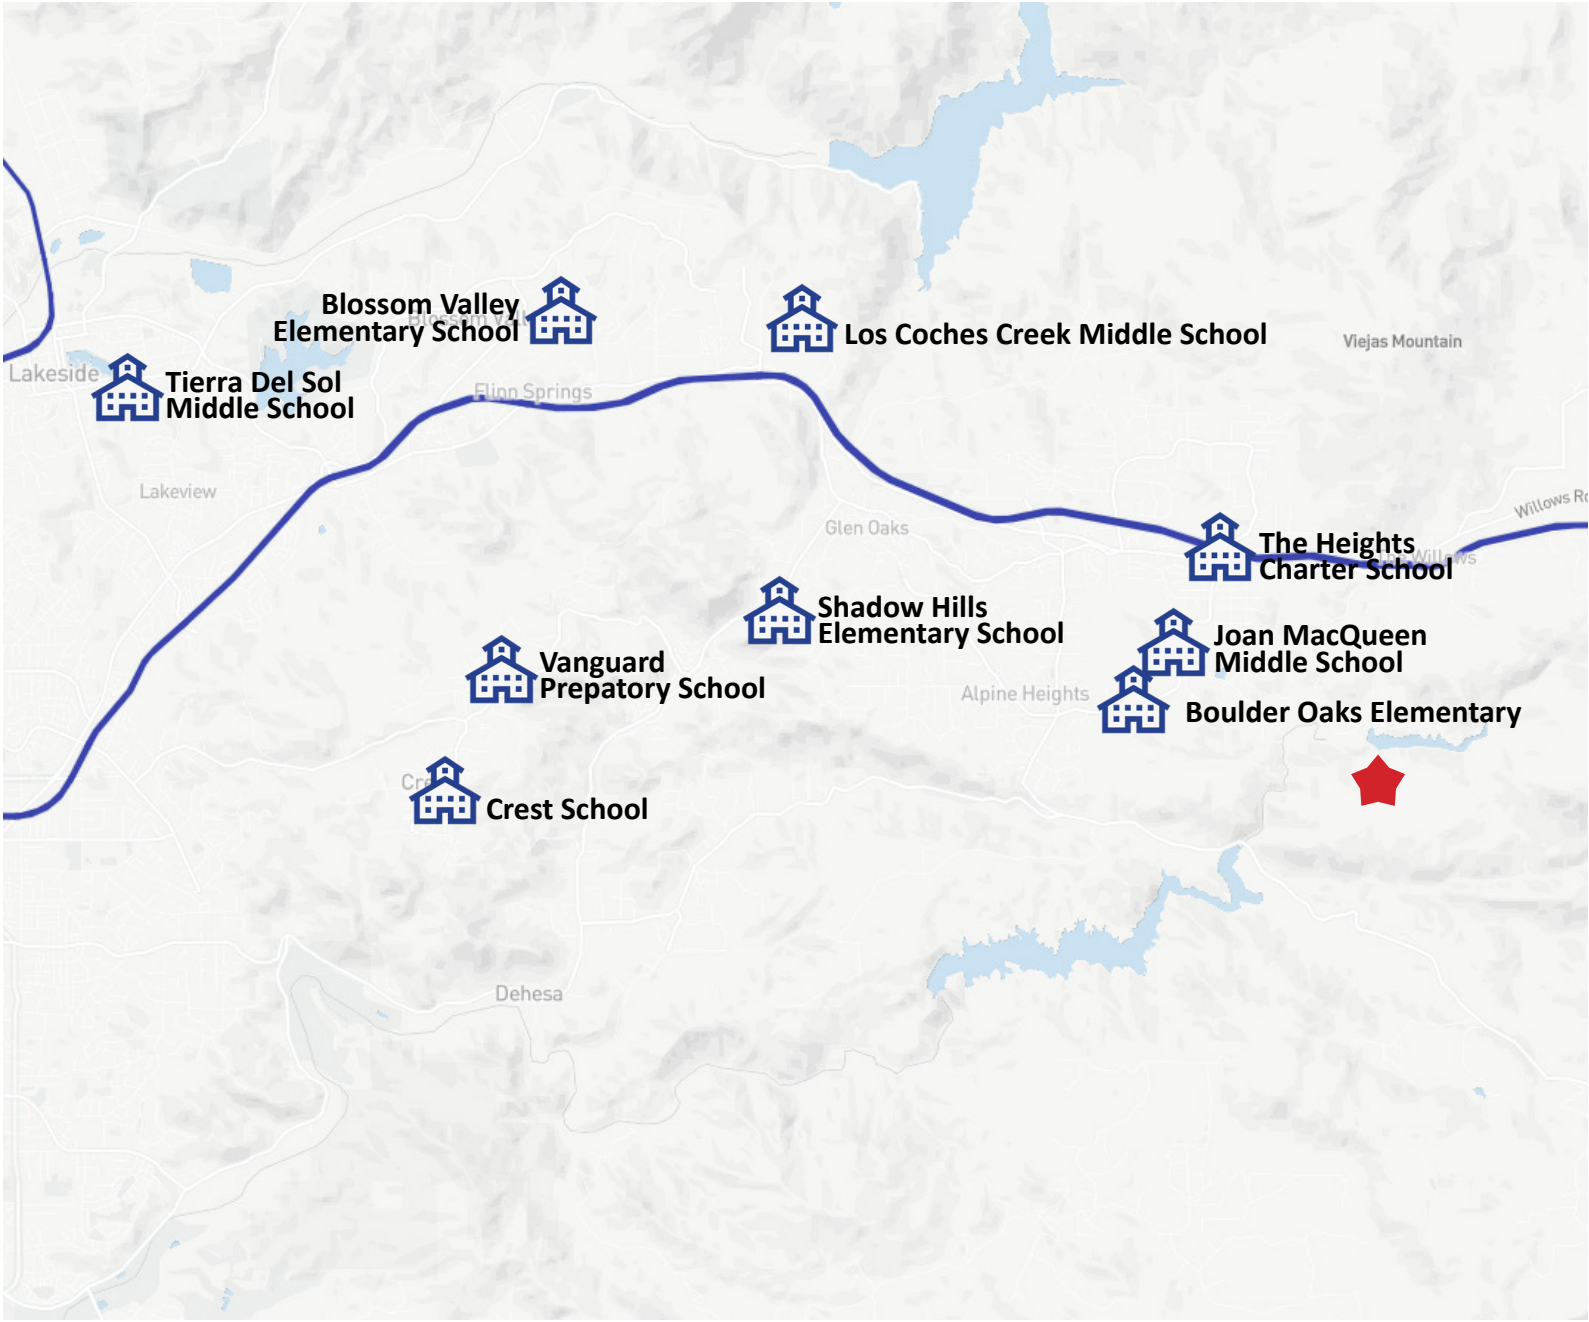 Blossom Valley
Elementary School
Los Coches Creek Middle School
Viejas Mountain
Lakeside
Tierra Del Sol
Middle School
Flinn Springs
Lakeview
Willows
Glen Oaks
The Heights
Charter School
Willows
Shadow Hills
Elementary School
Joan MacQueen
Middle School
Vanguard
Prepatory School
Alpine Heights
Boulder Oaks Elementary
Crest School
Dehesa